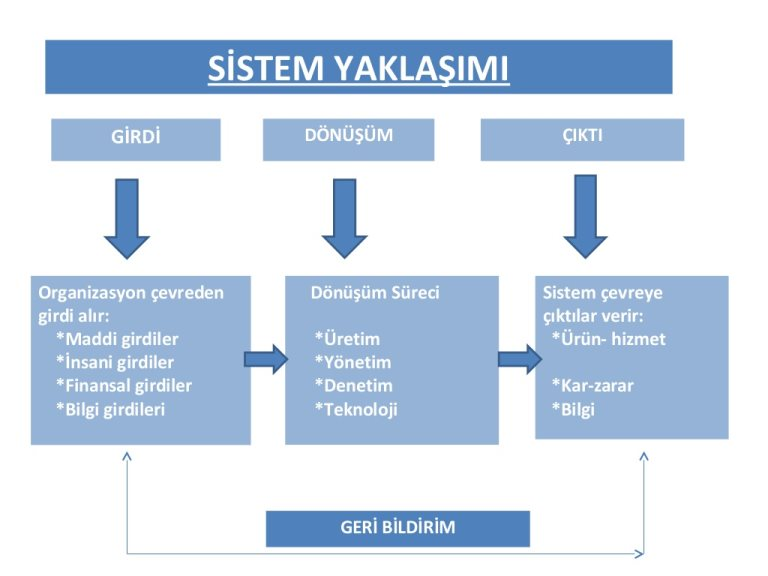 SİSTEM YAKLAŞIMI
GİRDİ
DÖNÜŞÜM
ÇIKTI
Organizasyon çevreden
girdi alır:
*Maddi girdiler
*İnsani girdiler
*Finansal girdiler
*Bilgi girdileri
Dönüşüm Süreci
*Üretim
*Yönetim
*Denetim
*Teknoloji
Sistem çevreye
çıktılar verir:
*Ürün- hizmet
*Kar-zarar
*Bilgi
GERİ BİLDİRİM